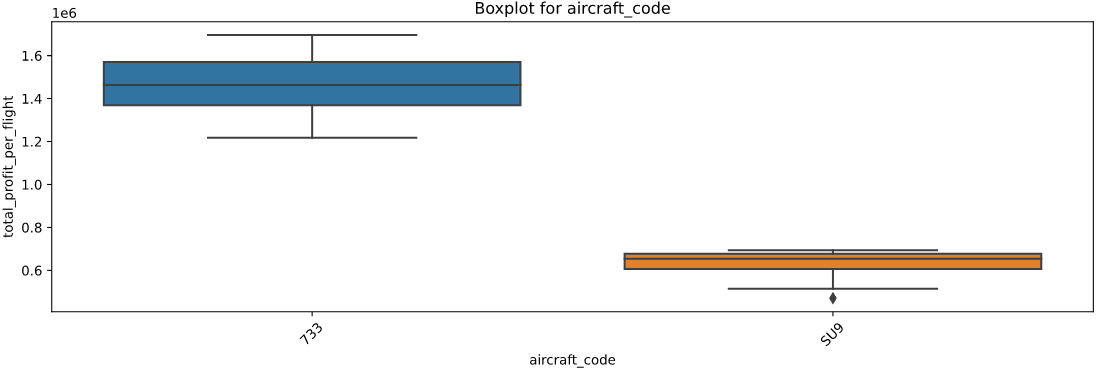 Boxplot for aircraft_code
1e6
1.6
1.4
1.2
1.0
0.8
0.6
total_profit_per_flight
733
SU9
aircraft_code